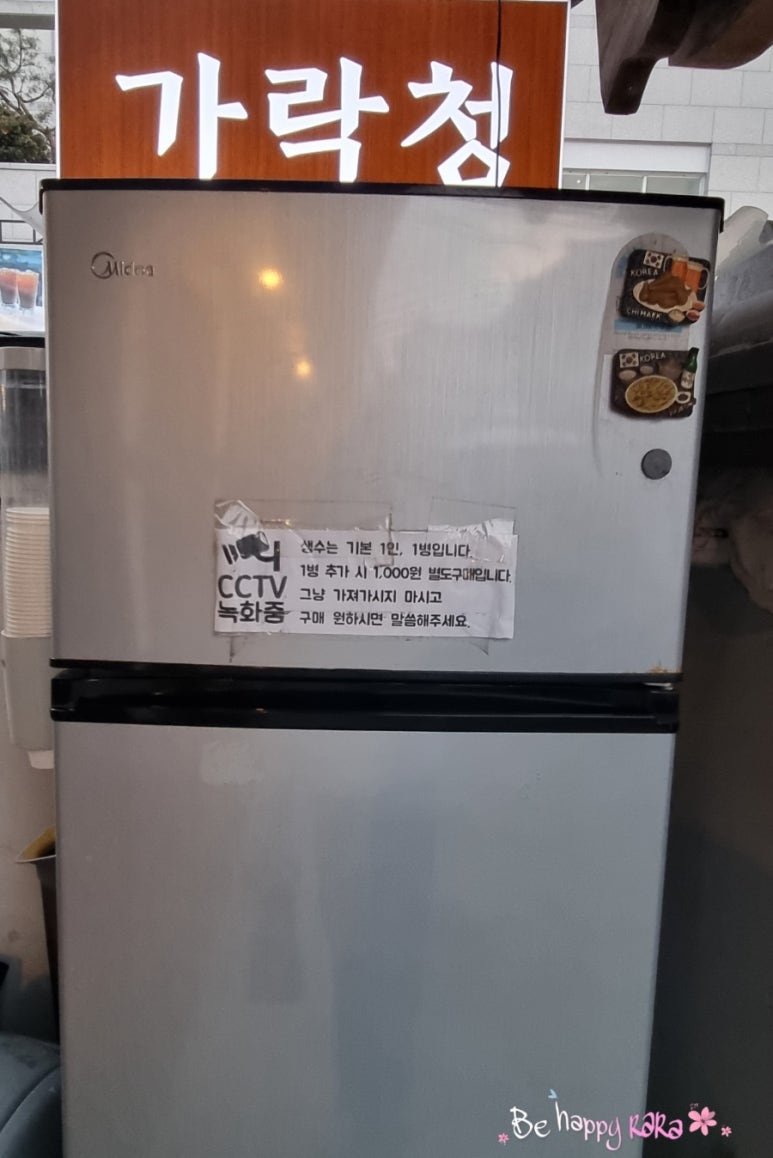 가락청
Midea
KOREA
CHIMAEK
KOREA
생수는 기본 1인, 1병입니다.
1병 추가 시 1,000원 별도구매입니다.
CCTV
그냥 가져가시지 마시고
녹화중
구매 원하시면 말씀해주세요.
Be happy RaRa